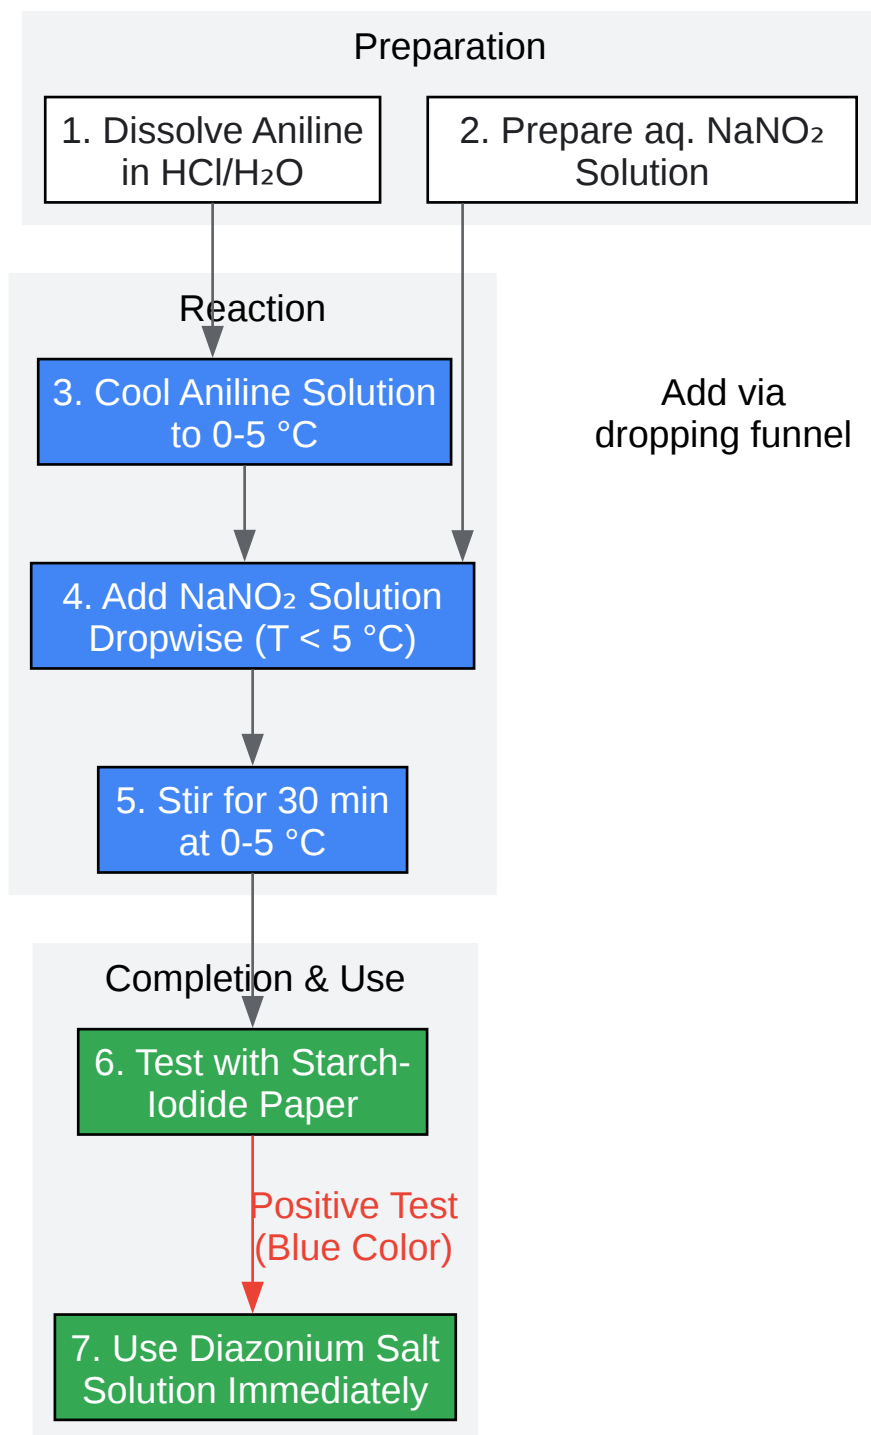 Preparation
1. Dissolve Aniline
in HCl/H₂O
2. Prepare aq. NaNO₂
Solution
Reaction
3. Cool Aniline Solution
to 0-5 °C
Add via
dropping funnel
4. Add NaNO₂ Solution
Dropwise (T < 5 °C)
5. Stir for 30 min
at 0-5 °C
Completion & Use
6. Test with Starch-
Iodide Paper
Positive Test
(Blue Color)
7. Use Diazonium Salt
Solution Immediately